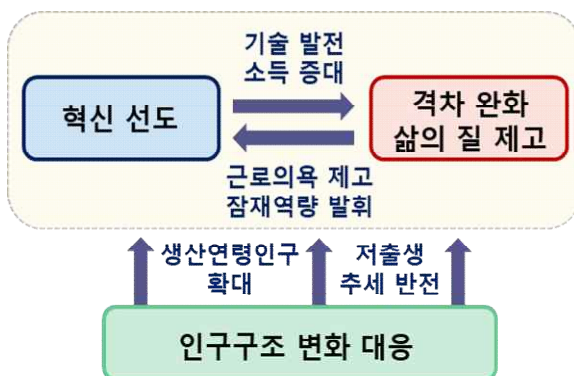 기술 발전
소득 증대
혁신 선도
격차 완화
삶의 질 제고
근로의욕 제고
잠재역량 발휘
생산연령인구
확대
저출생
추세 반전
인구구조 변화 대응